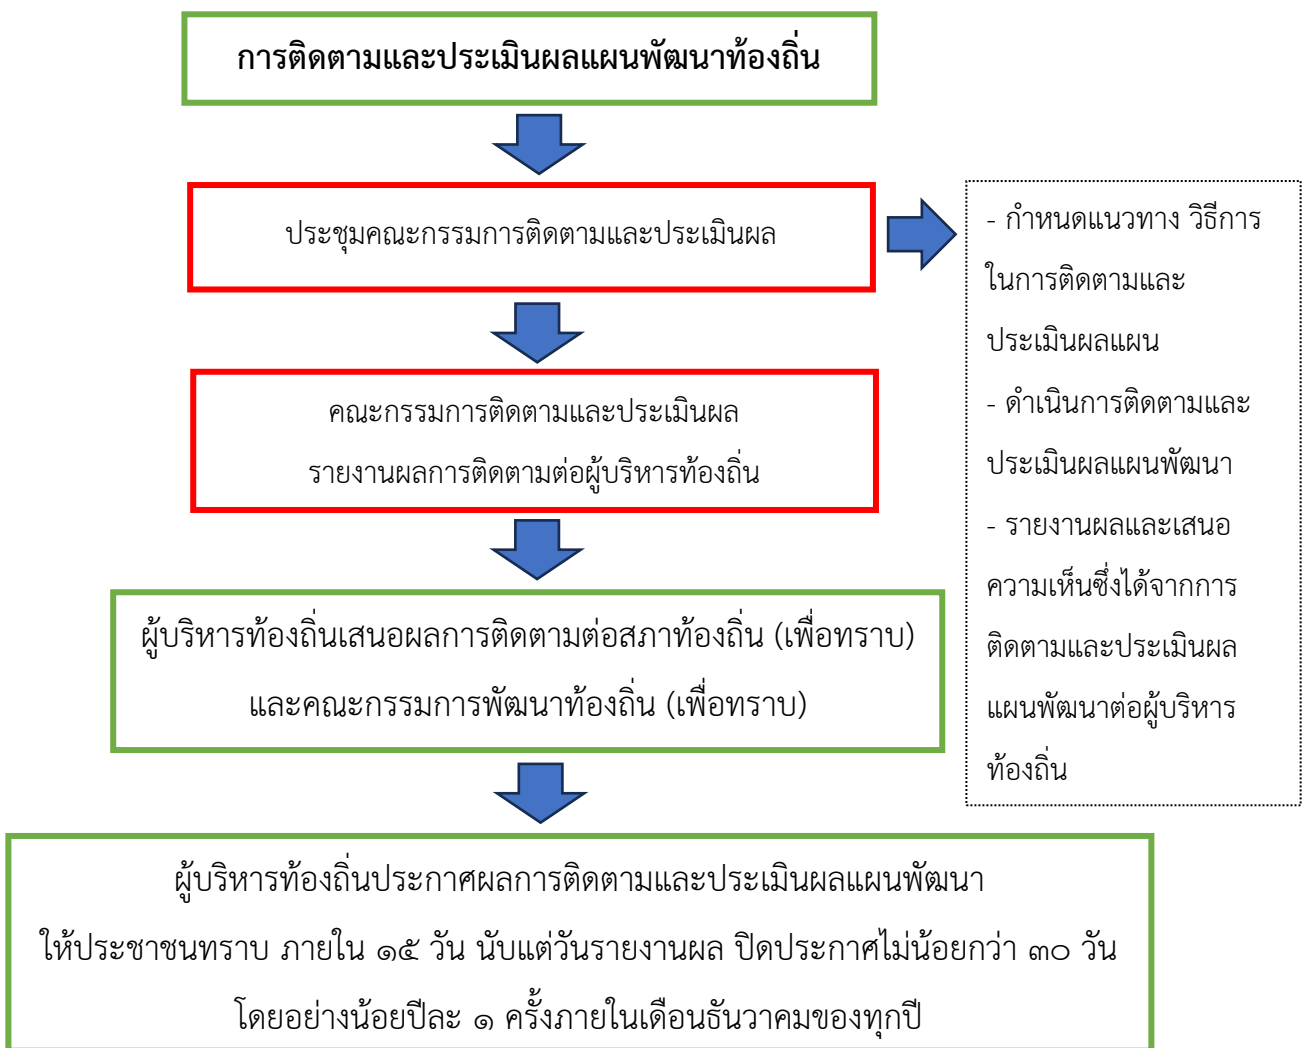 การติดตามและประเมินผลแผนพัฒนาท้องถิ่น
ประชุมคณะกรรมการติดตามและประเมินผล
- กำหนดแนวทาง วิธีการ
ในการติดตามและ
ประเมินผลแผน
- ดำเนินการติดตามและ
ประเมินผลแผนพัฒนา
- รายงานผลและเสนอ
ความเห็นซึ่งได้จากการ
ติดตามและประเมินผล
แผนพัฒนาต่อผู้บริหาร
ท้องถิ่น
คณะกรรมการติดตามและประเมินผล
รายงานผลการติดตามต่อผู้บริหารท้องถิ่น
ผู้บริหารท้องถิ่นเสนอผลการติดตามต่อสภาท้องถิ่น (เพื่อทราบ)
และคณะกรรมการพัฒนาท้องถิ่น (เพื่อทราบ)
ผู้บริหารท้องถิ่นประกาศผลการติดตามและประเมินผลแผนพัฒนา
ให้ประชาชนทราบ ภายใน ๑๕ วัน นับแต่วันรายงานผล ปิดประกาศไม่น้อยกว่า ๓๐ วัน
โดยอย่างน้อยปีละ ๑ ครั้งภายในเดือนธันวาคมของทุกปี